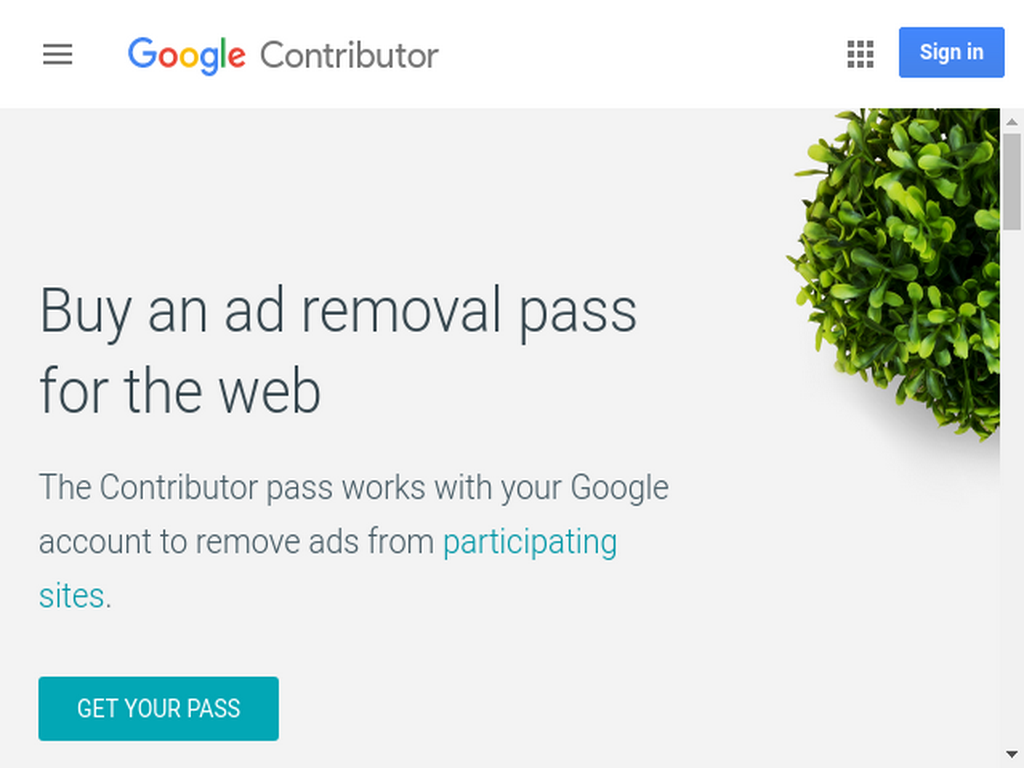 Google Contributor
Sign in
Buy an ad removal pass
for the web
The Contributor pass works with your Google
account to remove ads from participating
sites.
GET YOUR PASS